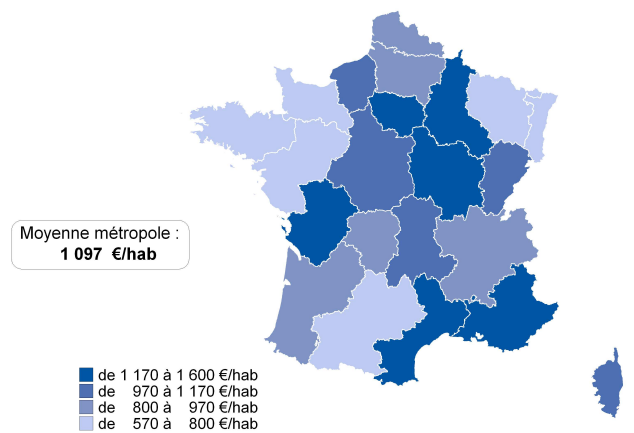 Moyenne métropole :
1 097 €/hab
de 1 170 à 1 600 €/hab
de 970 à 1 170 €/hab
de 800 à 970 €/hab
de 570 à 800 €/hab